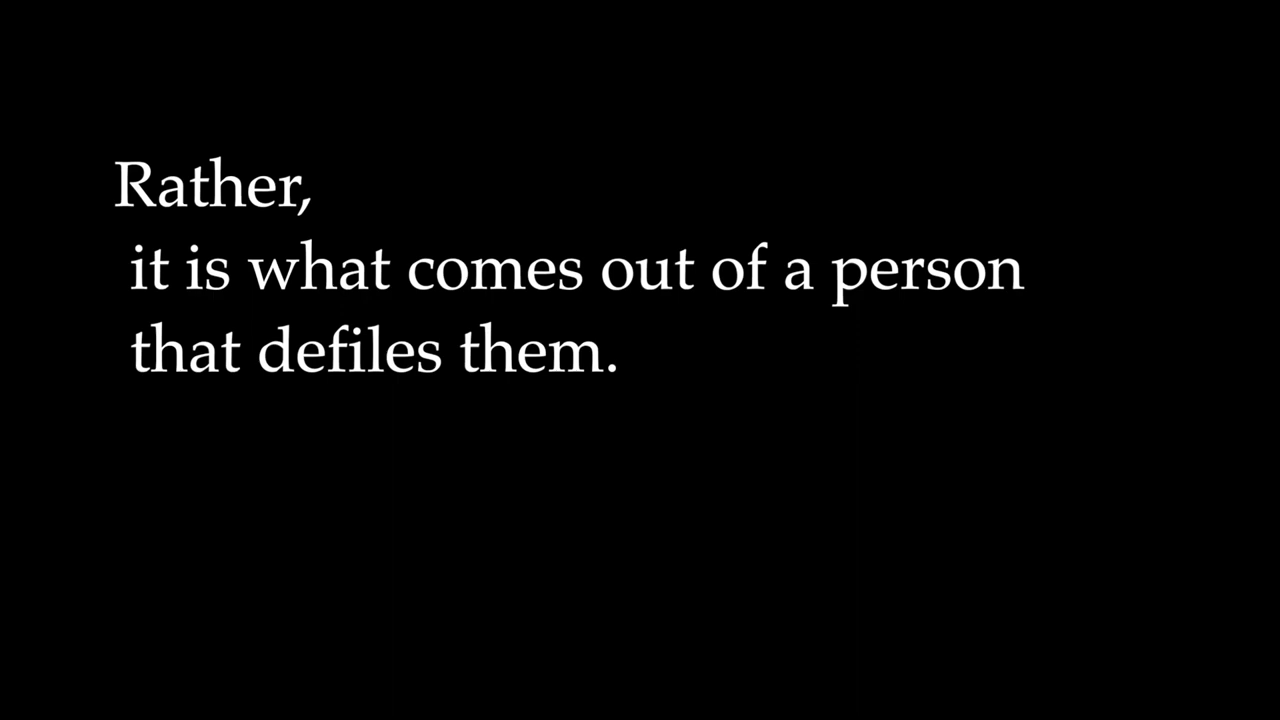 Rather,
it is what comes out of a person
that defiles them.